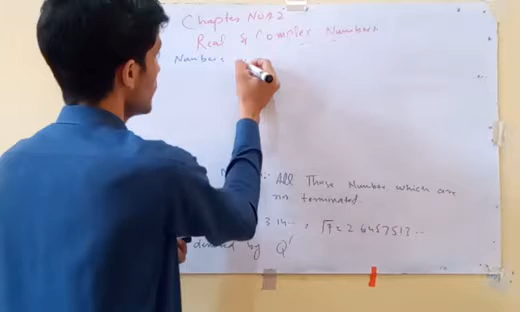 Chapter No:2
Real & Complex Numbers
Number:
All Those Number which are
no terminated.
3.14.. , √7 = 2.6457513..
denoted by Q'